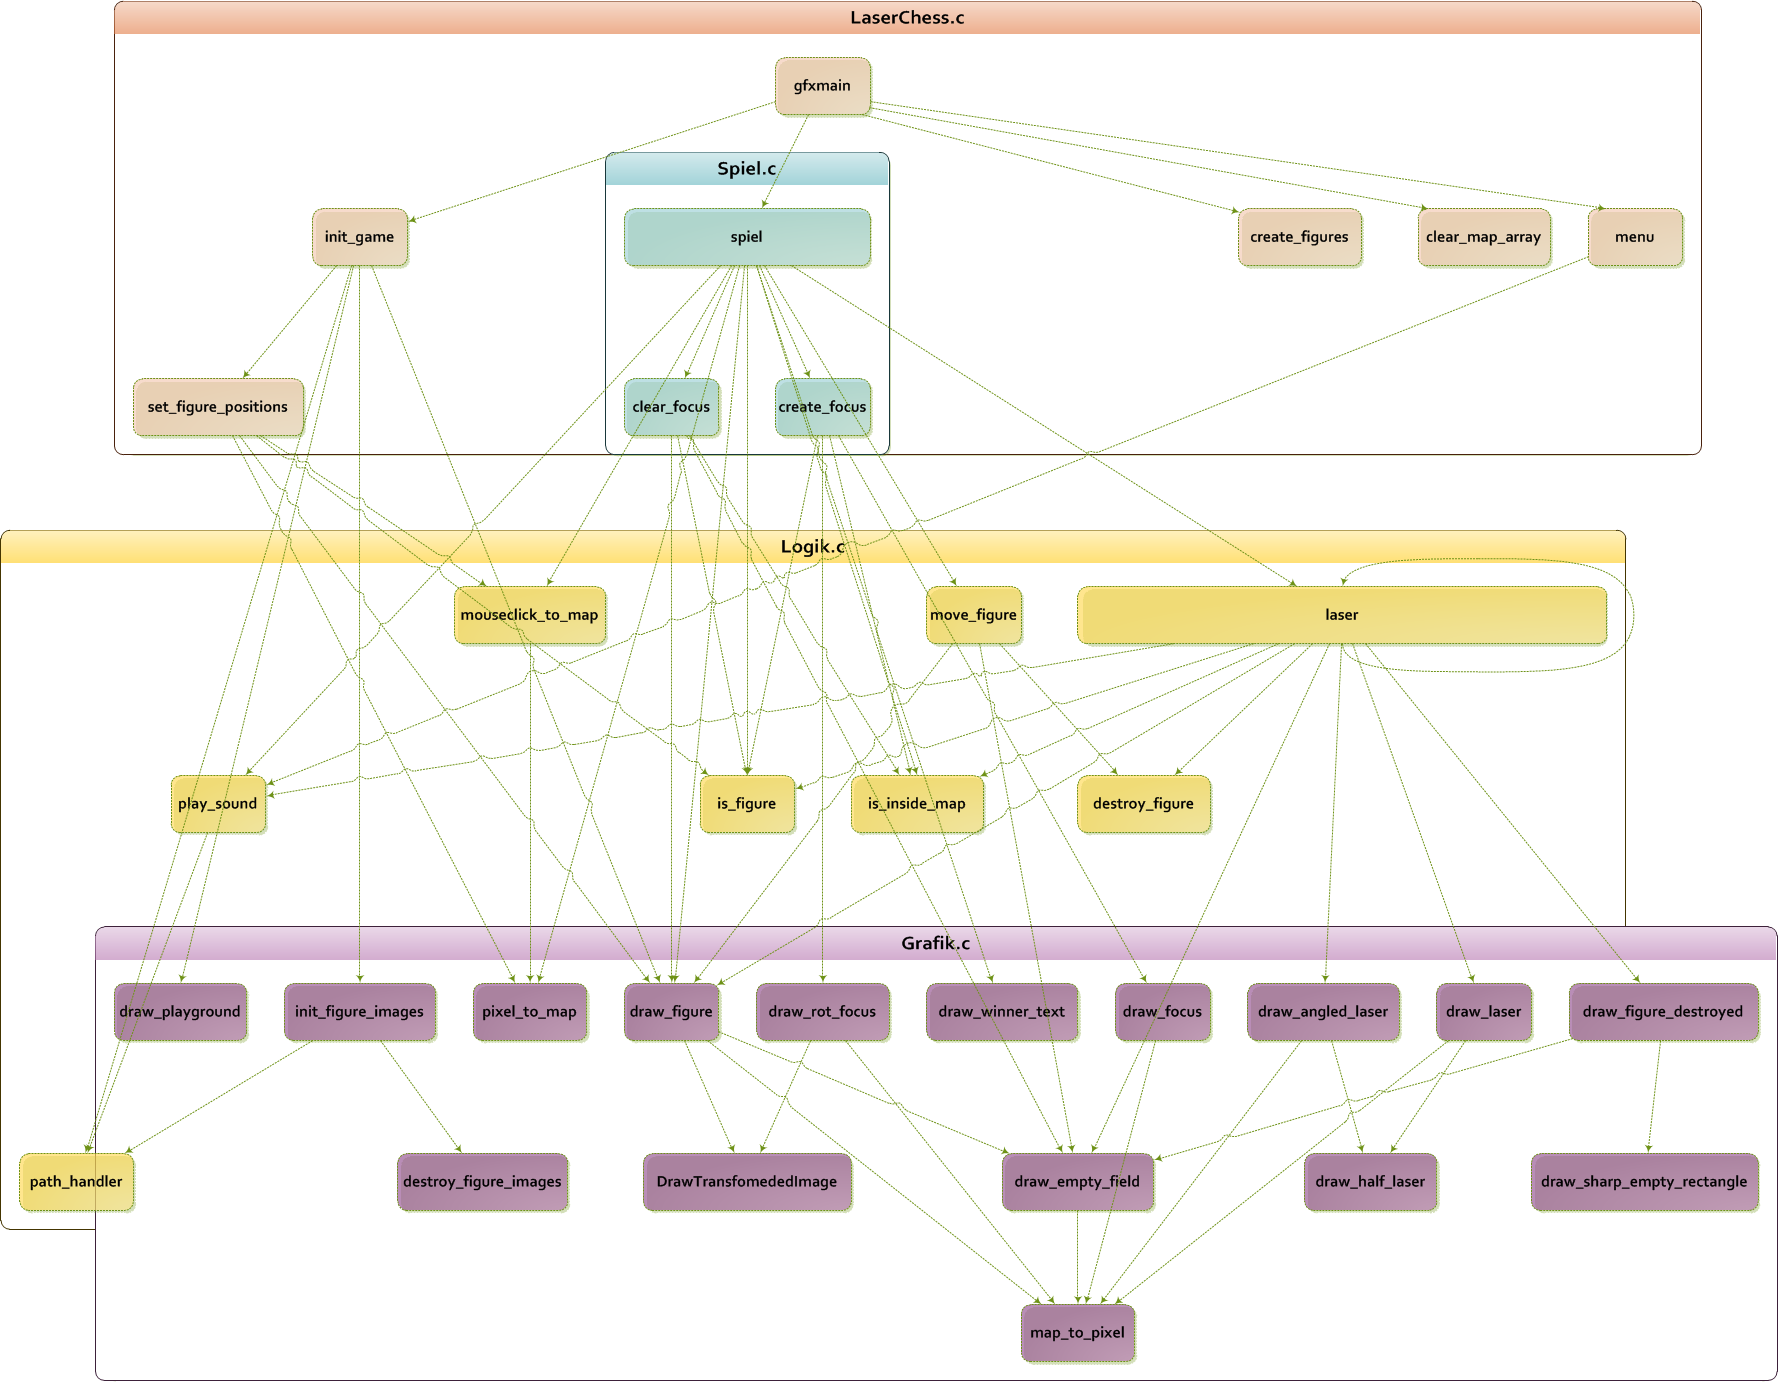 LaserChess.c
gfxmain
Spiel.c
init_game
spiel
create_figures
clear_map_array
menu
set_figure_positions
clear_focus
create_focus
Logik.c
mouseclick_to_map
move_figure
laser
play_sound
is_figure
is_inside_map
destroy_figure
Grafik.c
draw_playground
init_figure_images
pixel_to_map
draw_figure
draw_rot_focus
draw_winner_text
draw_focus
draw_angled_laser
draw_laser
draw_figure_destroyed
path_handler
destroy_figure_images
DrawTransfomededImage
draw_empty_field
draw_half_laser
draw_sharp_empty_rectangle
map_to_pixel